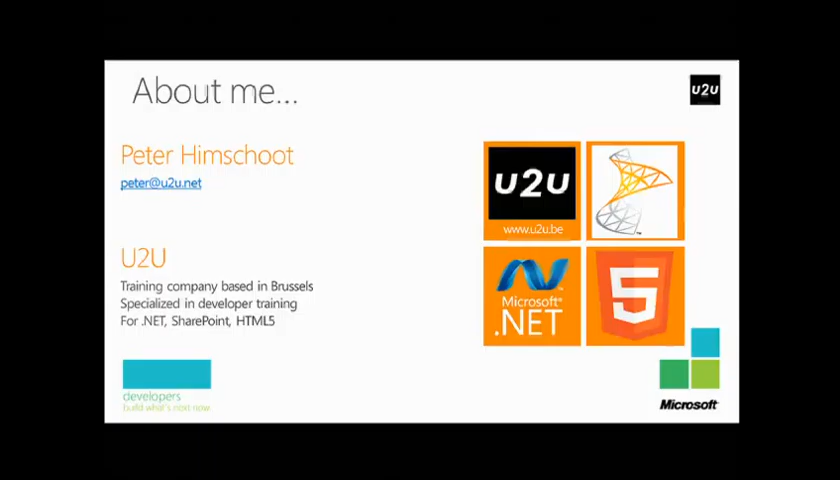 About me...
U2U
Peter Himschoot
peter@u2u.net
U2U
www.u2u.be
U2U
Training company based in Brussels
Specialized in developer training
For .NET, SharePoint, HTML5
Microsoft®
.NET
5
developers
build what's next now
Microsoft